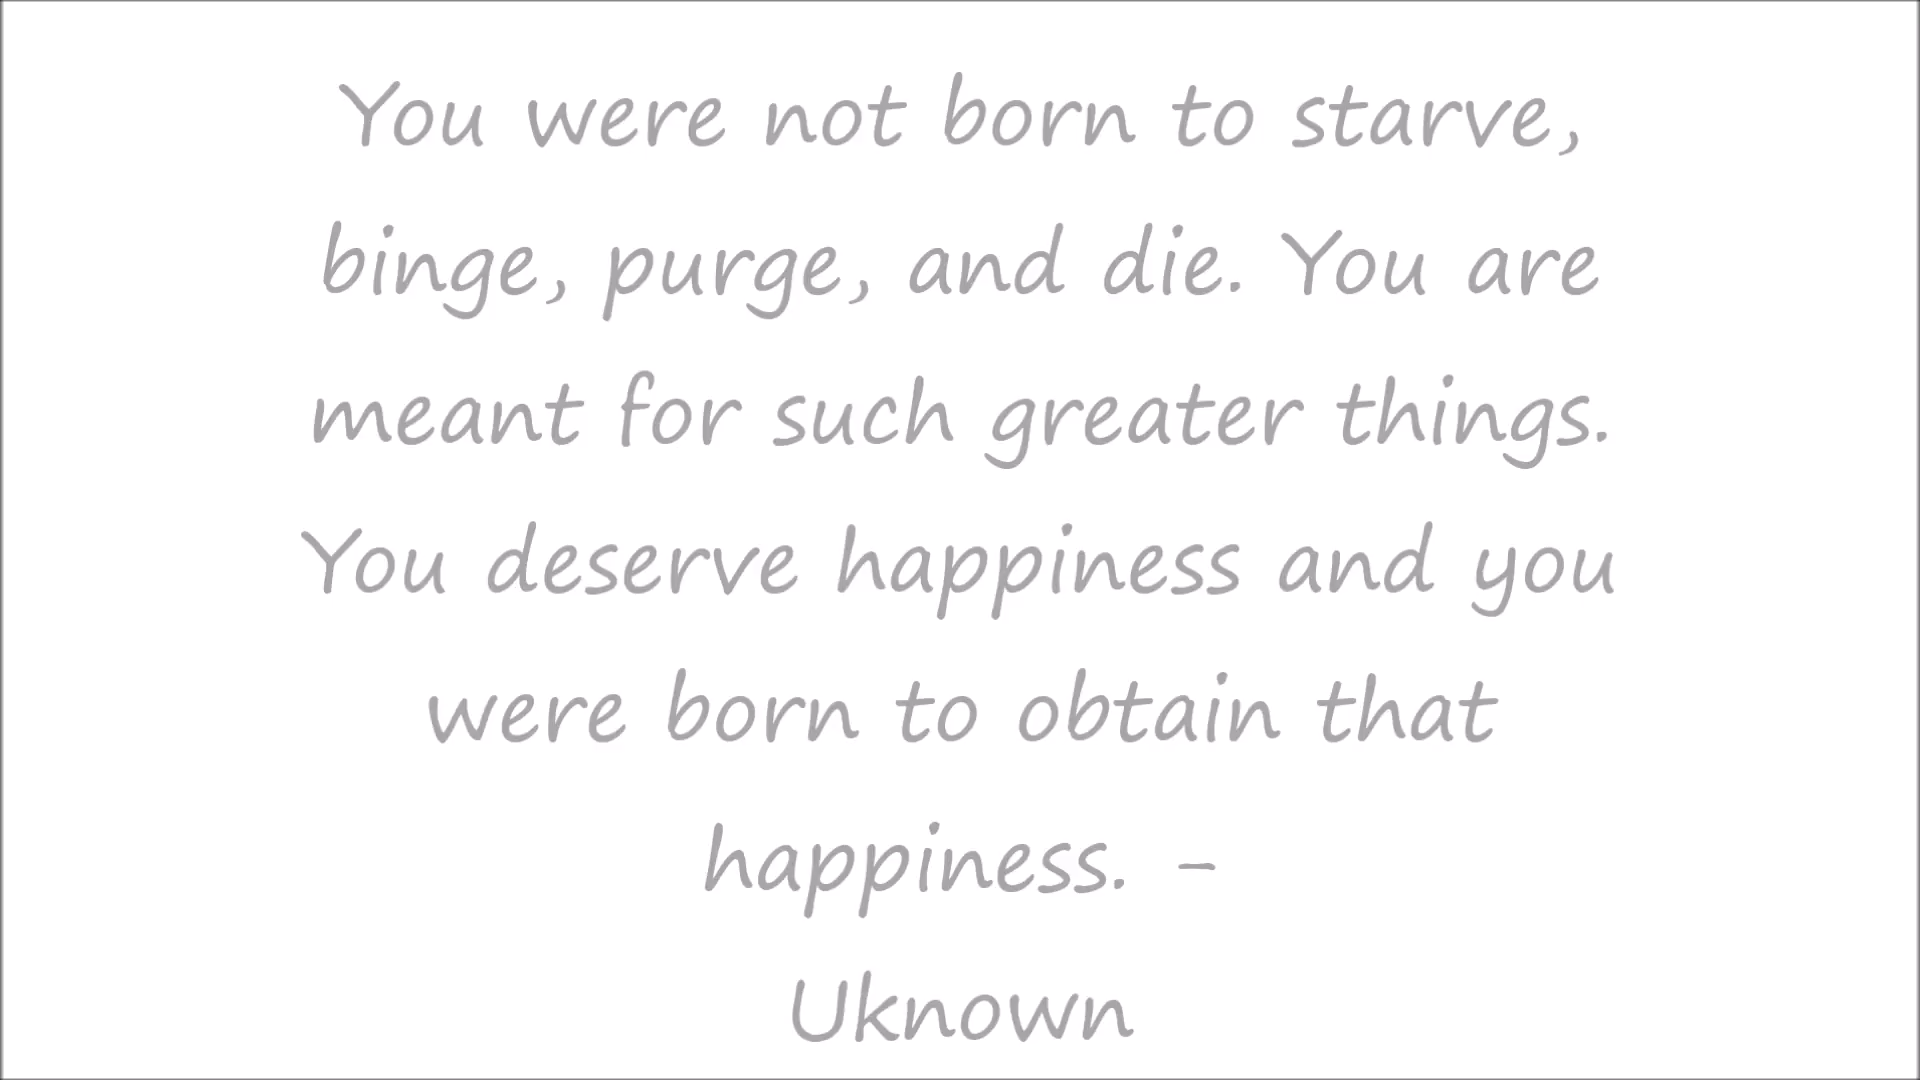 You were not born to starve,
binge, purge, and die. You are
meant for such greater things.
You deserve happiness and you
were born to obtain that
happiness. -
Uknown